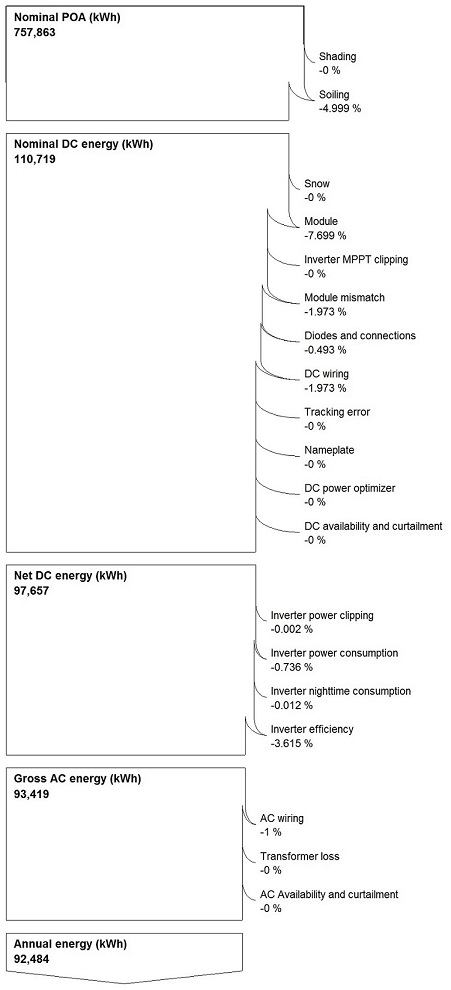 Nominal POA (kWh)
757,863
Shading
-0 %
Soiling
-4.999 %
Nominal DC energy (kWh)
110,719
Snow
-0 %
Module
-7.699 %
Inverter MPPT clipping
-0 %
Module mismatch
-1.973 %
Diodes and connections
-0.493 %
DC wiring
-1.973 %
Tracking error
-0 %
Nameplate
-0 %
DC power optimizer
-0 %
DC availability and curtailment
-0 %
Net DC energy (kWh)
97,657
Inverter power clipping
-0.002 %
Inverter power consumption
-0.736 %
Inverter nighttime consumption
-0.012 %
Inverter efficiency
-3.615 %
Gross AC energy (kWh)
93,419
AC wiring
-1 %
Transformer loss
-0 %
AC Availability and curtailment
-0 %
Annual energy (kWh)
92,484